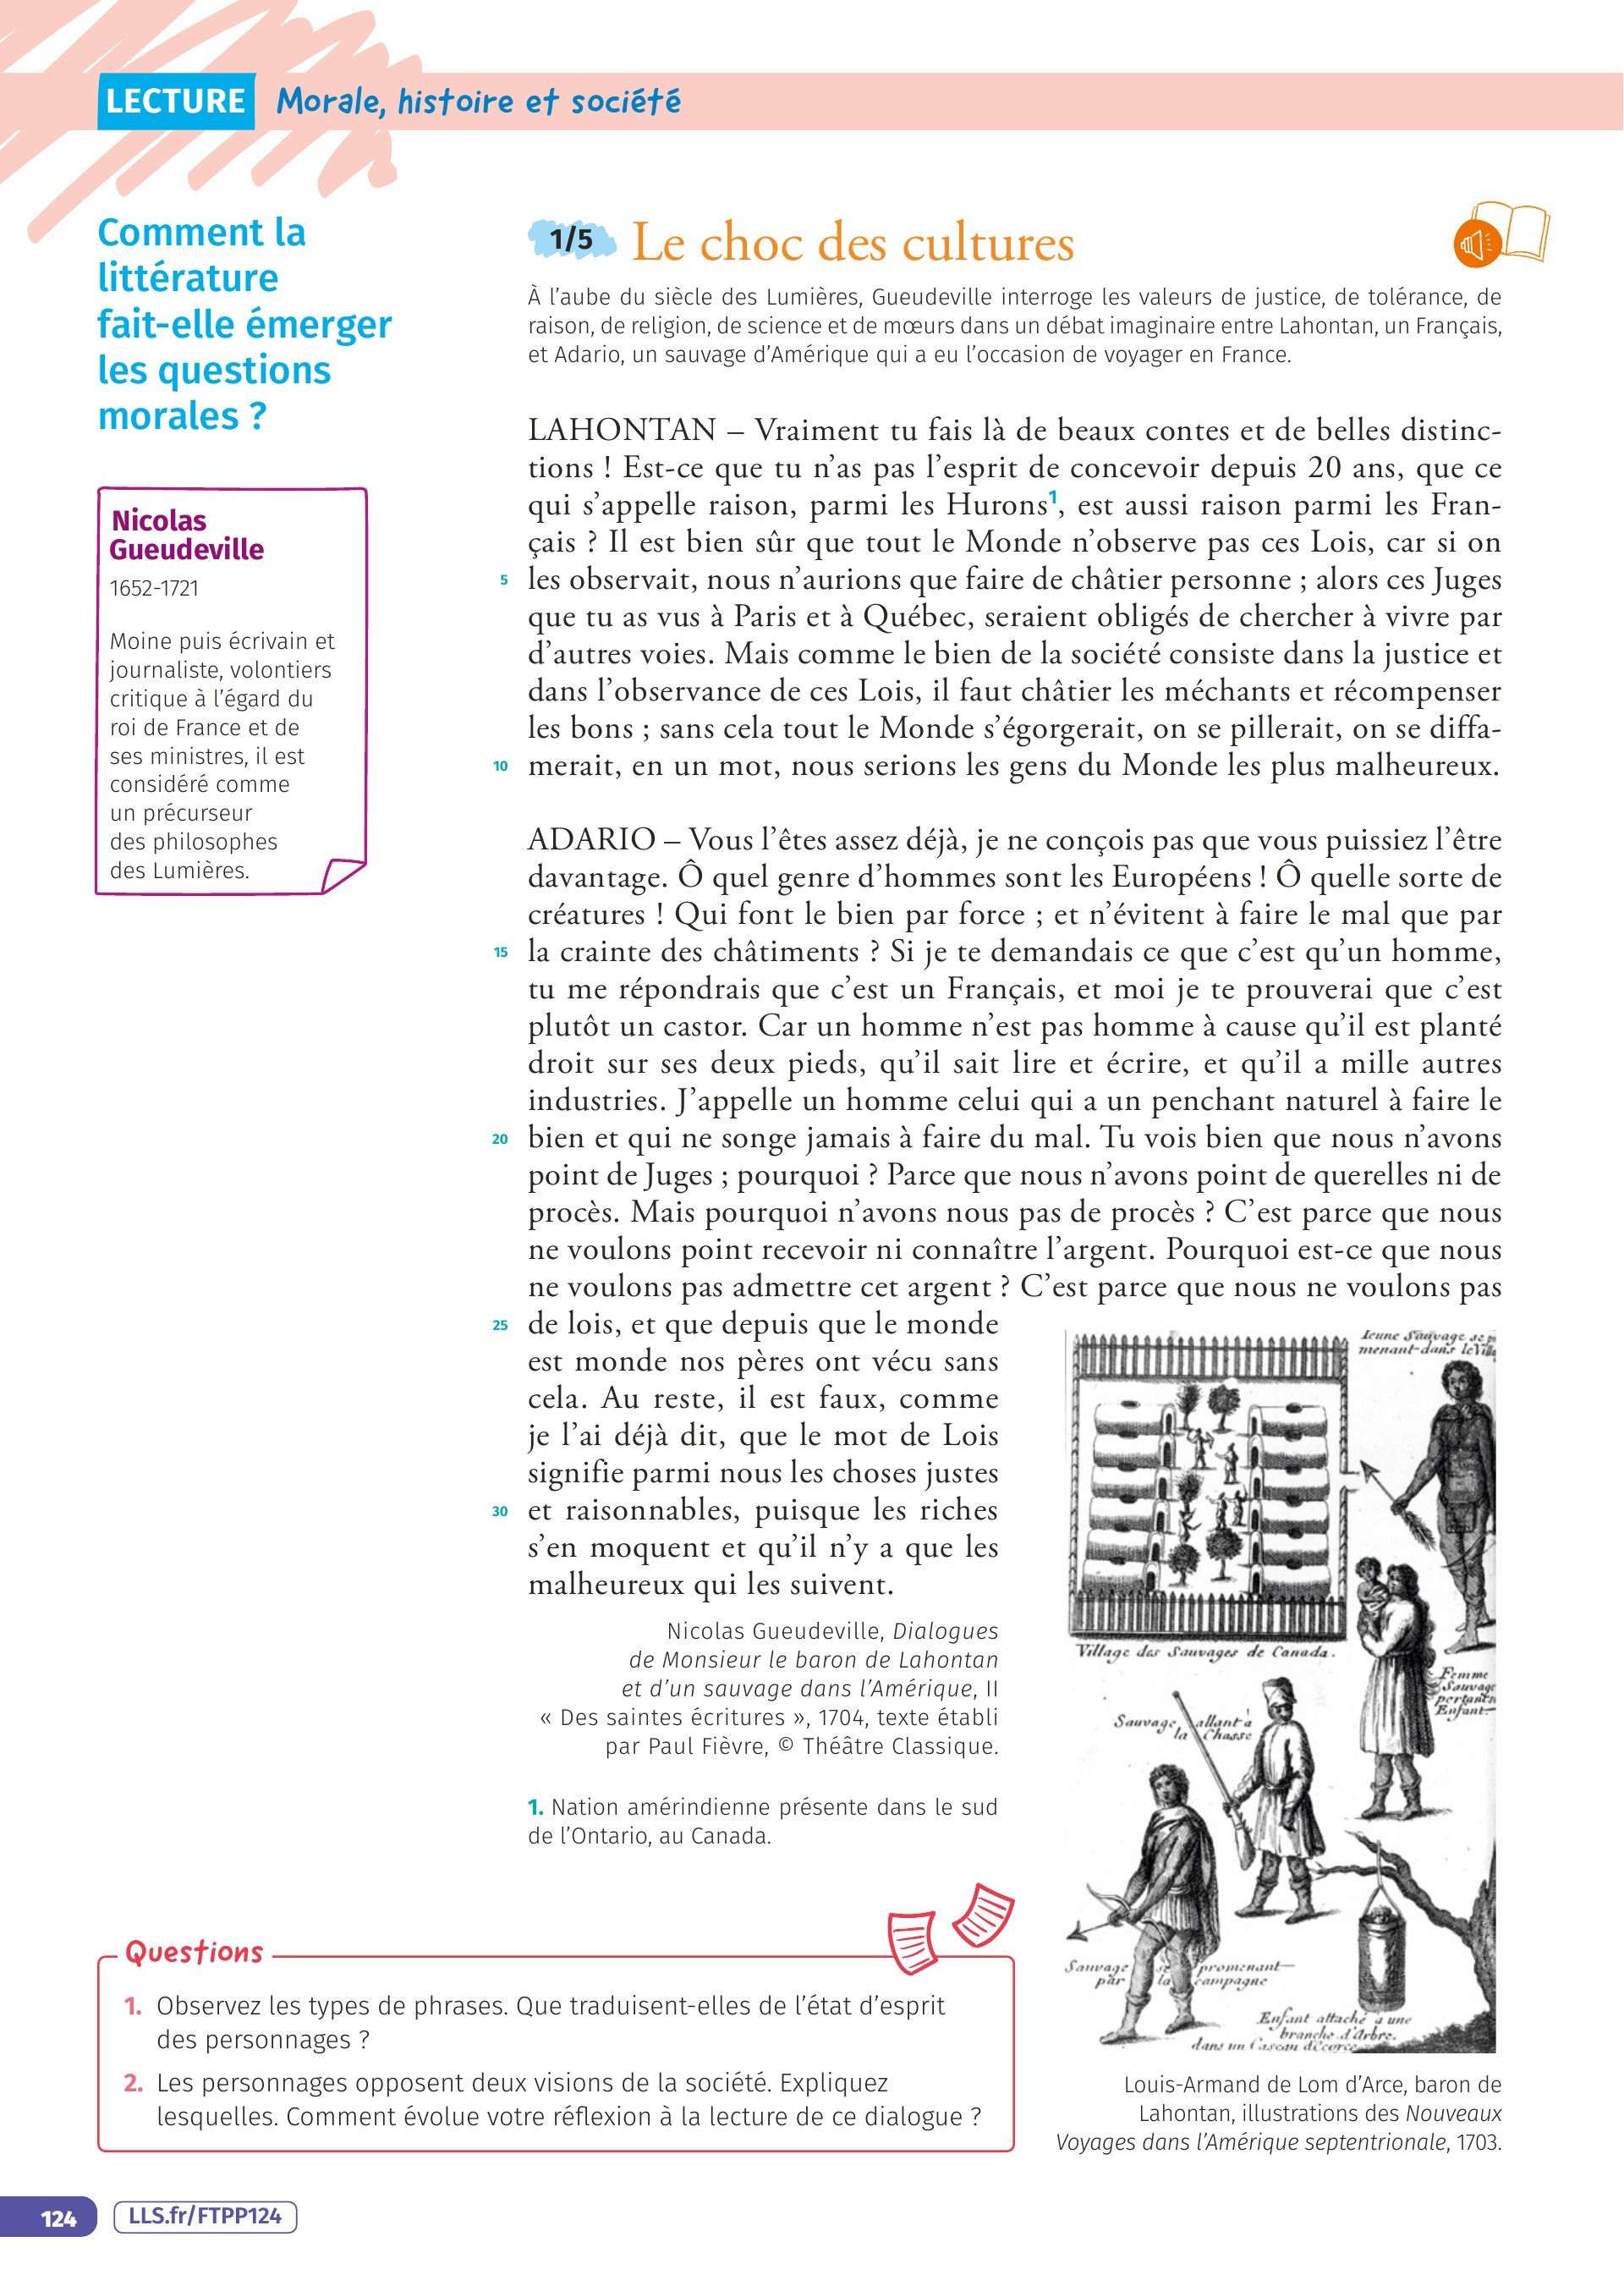 LECTURE Morale, histoire et société
Comment la
littérature
fait-elle émerger
les questions
morales ?
Nicolas
Gueudeville
1652-1721
Moine puis écrivain et
journaliste, volontiers
critique à l'égard du
roi de France et de
ses ministres, il est
considéré comme
un précurseur
des philosophes
des Lumières.
1/5 Le choc des cultures
À l'aube du siècle des Lumières, Gueudeville interroge les valeurs de justice, de tolérance, de
raison, de religion, de science et de mœurs dans un débat imaginaire entre Lahontan, un Français,
et Adario, un sauvage d'Amérique qui a eu l'occasion de voyager en France.
LAHONTAN – Vraiment tu fais là de beaux contes et de belles distinc-
tions ! Est-ce que tu n'as pas l'esprit de concevoir depuis 20 ans, que ce
qui s'appelle raison, parmi les Hurons1, est aussi raison parmi les Fran-
çais ? Il est bien sûr que tout le Monde n'observe pas ces Lois, car si on
5 les observait, nous n'aurions que faire de châtier personne ; alors ces Juges
que tu as vus à Paris et à Québec, seraient obligés de chercher à vivre par
d'autres voies. Mais comme le bien de la société consiste dans la justice et
dans l'observance de ces Lois, il faut châtier les méchants et récompenser
les bons ; sans cela tout le Monde s'égorgerait, on se pillerait, on se diffa-
10 merait, en un mot, nous serions les gens du Monde les plus malheureux.
ADARIO – Vous l'êtes assez déjà, je ne conçois pas que vous puissiez l'être
davantage. Ô quel genre d'hommes sont les Européens ! Ô quelle sorte de
créatures ! Qui font le bien par force ; et n'évitent à faire le mal que par
15 la crainte des châtiments ? Si je te demandais ce que c'est qu'un homme,
tu me répondrais que c'est un Français, et moi je te prouverai que c'est
plutôt un castor. Car un homme n'est pas homme à cause qu'il est planté
droit sur ses deux pieds, qu'il sait lire et écrire, et qu'il a mille autres
industries. J'appelle un homme celui qui a un penchant naturel à faire le
20 bien et qui ne songe jamais à faire du mal. Tu vois bien que nous n'avons
point de Juges ; pourquoi ? Parce que nous n'avons point de querelles ni de
procès. Mais pourquoi n'avons nous pas de procès ? C'est parce que nous
ne voulons point recevoir ni connaître l'argent. Pourquoi est-ce que nous
ne voulons pas admettre cet argent ? C'est parce que nous ne voulons pas
25 de lois, et que depuis que le monde
est monde nos pères ont vécu sans
cela. Au reste, il est faux, comme
je l'ai déjà dit, que le mot de Lois
signifie parmi nous les choses justes
30 et raisonnables, puisque les riches
s'en moquent et qu'il n'y a que les
malheureux qui les suivent.
Nicolas Gueudeville, Dialogues
de Monsieur le baron de Lahontan
et d'un sauvage dans l'Amérique, II
« Des saintes écritures », 1704, texte établi
par Paul Fièvre, © Théâtre Classique.
1. Nation amérindienne présente dans le sud
de l'Ontario, au Canada.
Ieune Sauvage se p
menant dans le Vill
Village des Sauvages de Canada.
Femme
Sauvage
portant
Enfant
Sauvage allant a
la Chasse
Sauvage se promenant
par la campagne
Enfant attaché a une
branche d'Arbre.
dans un
Louis-Armand de Lom d'Arce, baron de
Lahontan, illustrations des Nouveaux
Voyages dans l'Amérique septentrionale, 1703.
Questions
1. Observez les types de phrases. Que traduisent-elles de l'état d'esprit
des personnages ?
2. Les personnages opposent deux visions de la société. Expliquez
lesquelles. Comment évolue votre réflexion à la lecture de ce dialogue ?
124 LLS.fr/FTPP124